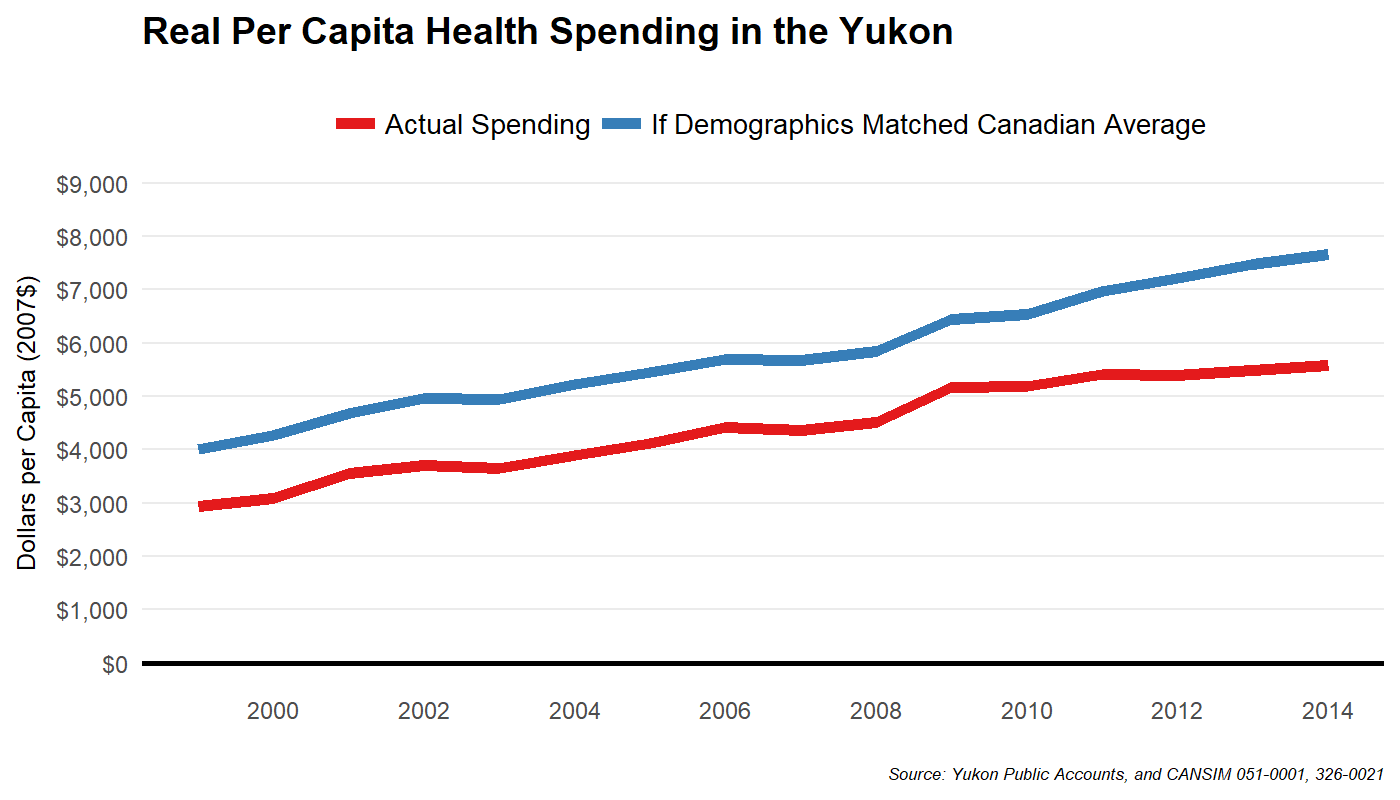 Real Per Capita Health Spending in the Yukon
Actual Spending If Demographics Matched Canadian Average
Dollars per Capita (2007$)
$9,000
$8,000
$7,000
$6,000
$5,000
$4,000
$3,000
$2,000
$1,000
$0
2000 2002 2004 2006 2008 2010 2012 2014
Source: Yukon Public Accounts, and CANSIM 051-0001, 326-0021